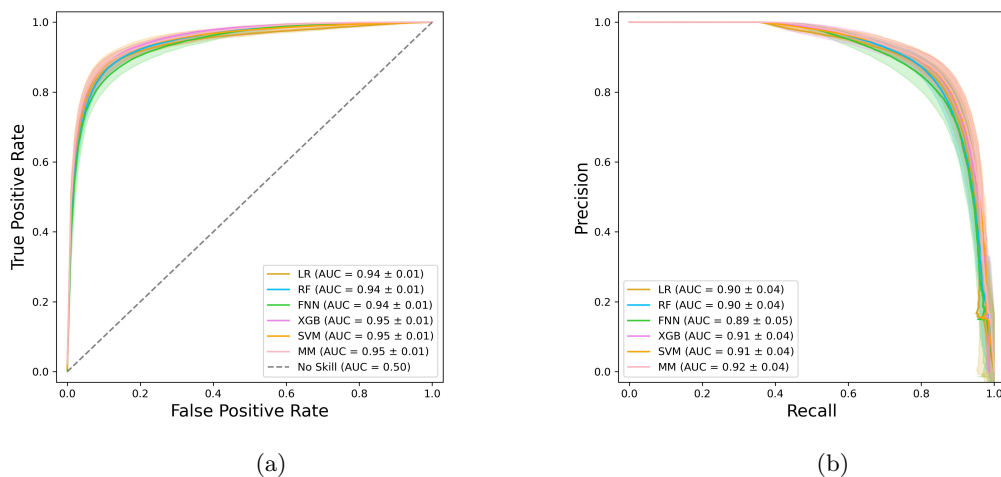 1.0
0.8
0.6
0.4
0.2
0.0
True Positive Rate
LR (AUC = 0.94 ± 0.01)
RF (AUC = 0.94 ± 0.01)
FNN (AUC = 0.94 ± 0.01)
XGB (AUC = 0.95 ± 0.01)
SVM (AUC = 0.95 ± 0.01)
MM (AUC = 0.95 ± 0.01)
No Skill (AUC = 0.50)
0.0 0.2 0.4 0.6 0.8 1.0
False Positive Rate
(a)
1.0
0.8
0.6
0.4
0.2
0.0
Precision
LR (AUC = 0.90 ± 0.04)
RF (AUC = 0.90 ± 0.04)
FNN (AUC = 0.89 ± 0.05)
XGB (AUC = 0.91 ± 0.04)
SVM (AUC = 0.91 ± 0.04)
MM (AUC = 0.92 ± 0.04)
0.0 0.2 0.4 0.6 0.8 1.0
Recall
(b)